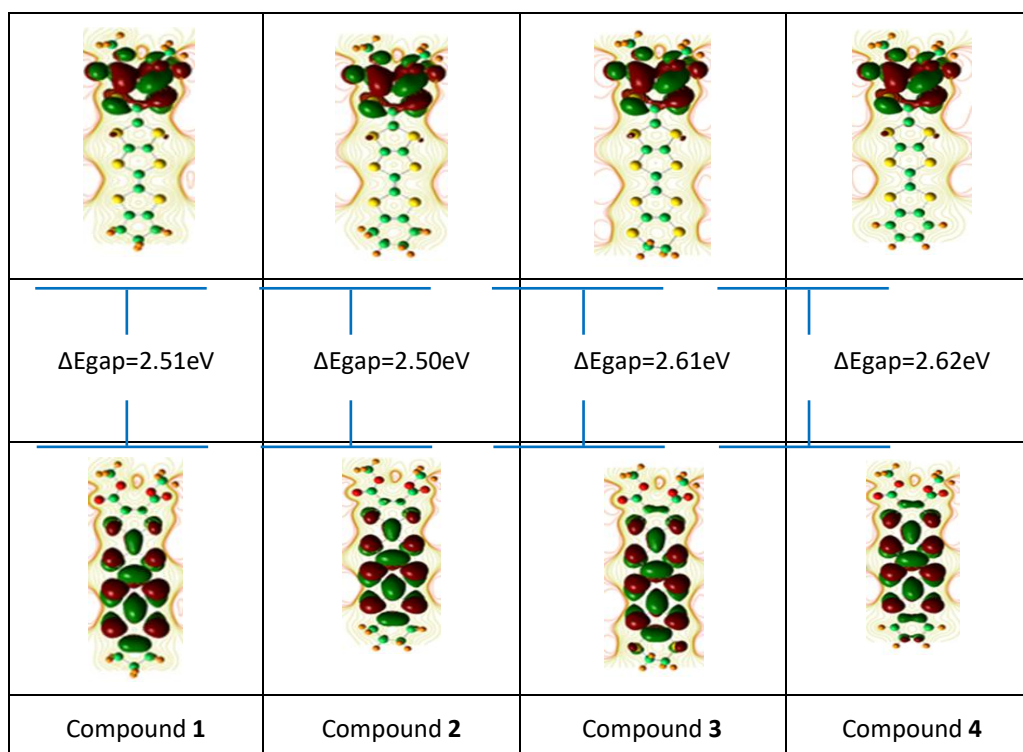 ΔEgap=2.51eV ΔEgap=2.50eV ΔEgap=2.61eV ΔEgap=2.62eV
Compound 1 Compound 2 Compound 3 Compound 4